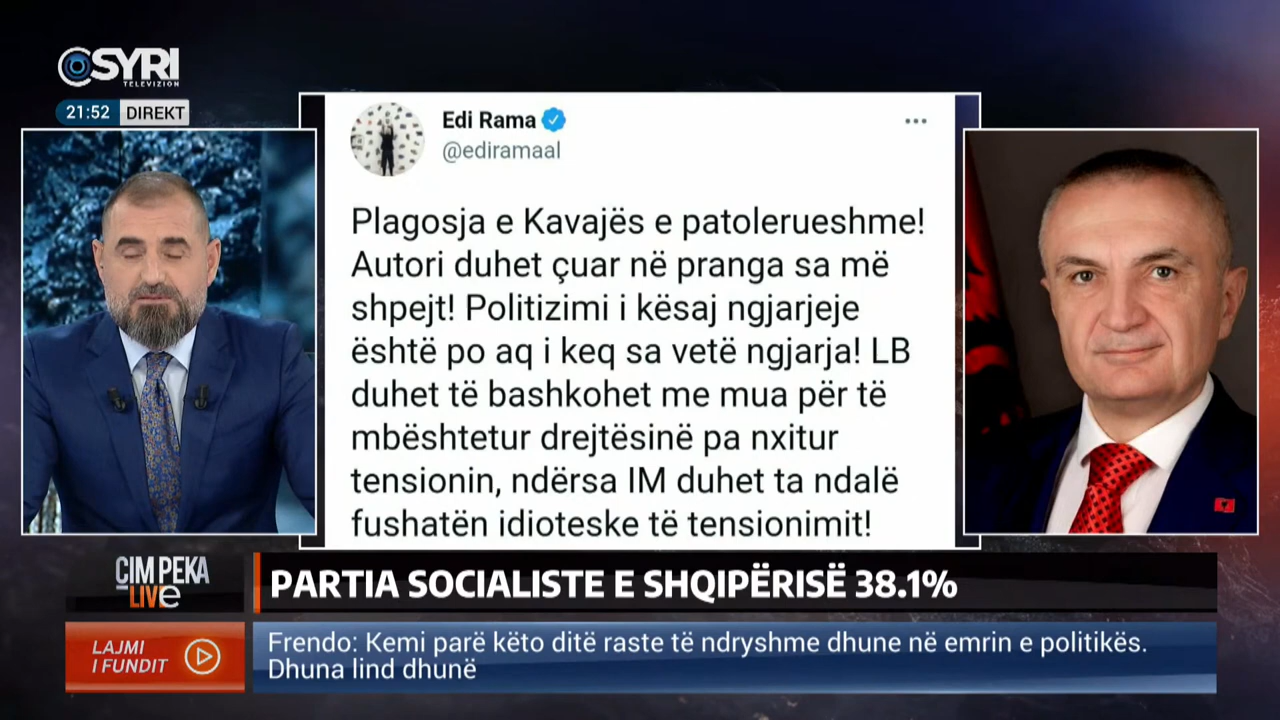 SYRI
TELEVIZION
21:52 DIREKT
Edi Rama
@ediramaal
Plagosja e Kavajës e patolerueshme!
Autori duhet çuar në pranga sa më
shpejt! Politizimi i kësaj ngjarjeje
është po aq i keq sa vetë ngjarja! LB
duhet të bashkohet me mua për të
mbështetur drejtësinë pa nxitur
tensionin, ndërsa IM duhet ta ndalë
fushatën idioteske të tensionimit!
ÇIM PEKA
LIVE
PARTIA SOCIALISTE E SHQIPËRISË 38.1%
LAJMI
I FUNDIT
Frendo: Kemi parë këto ditë raste të ndryshme dhune në emrin e politikës.
Dhuna lind dhunë